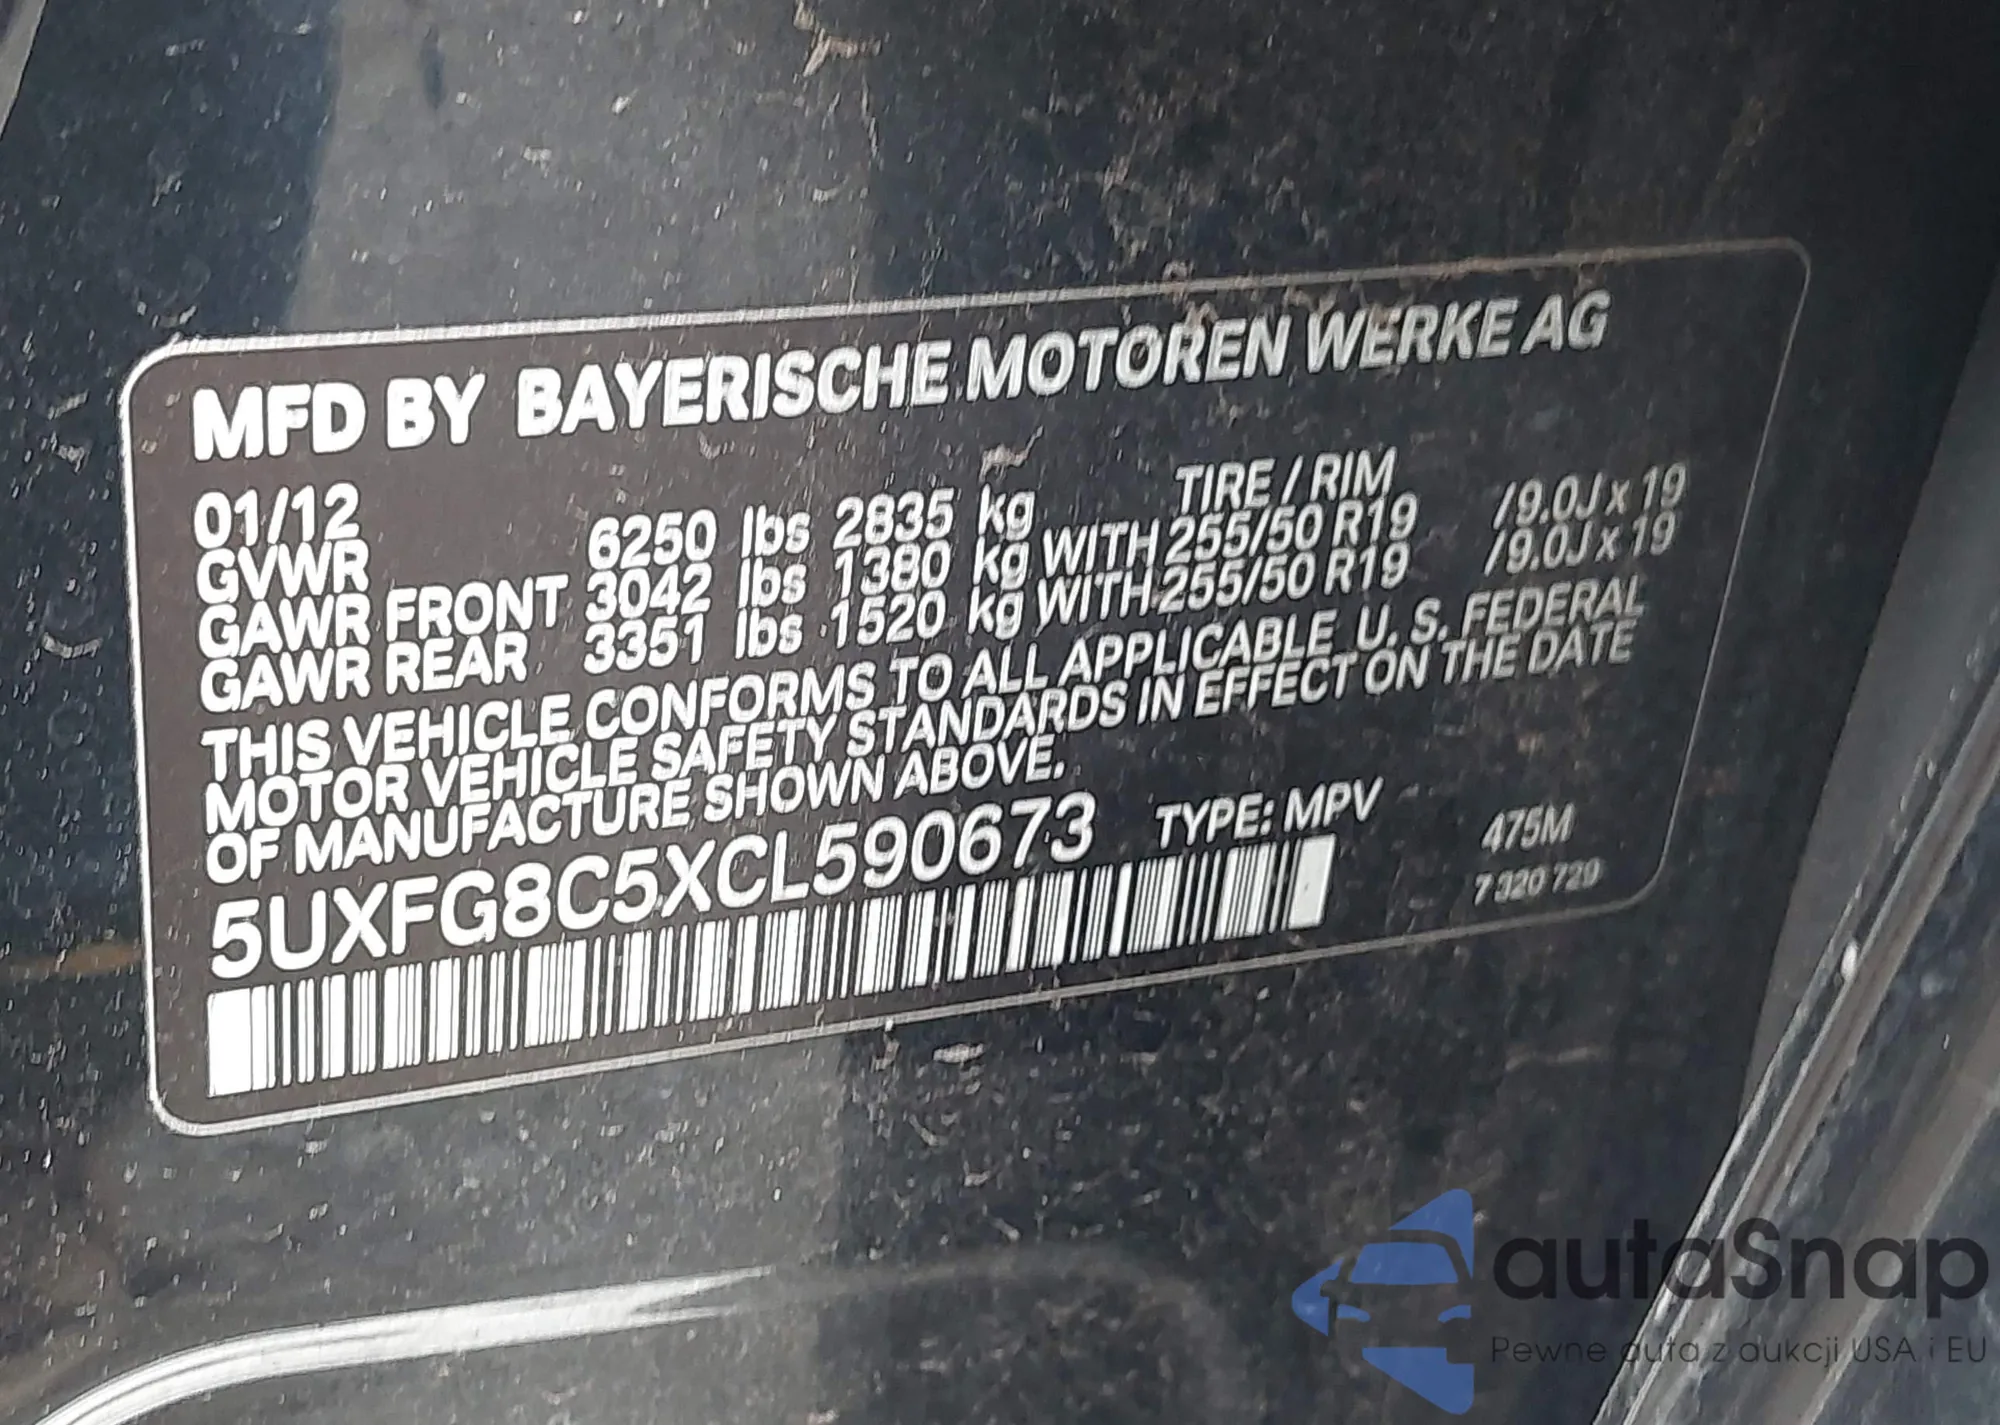 MFD BY BAYERISCHE MOTOREN WERKE AG
01/12 TIRE / RIM
GVWR 6250 lbs 2835 kg
GAWR FRONT 3042 lbs 1380 kg WITH 255/50 R19 /9.0J x 19
GAWR REAR 3351 lbs 1520 kg WITH 255/50 R19 /9.0J x 19
THIS VEHICLE CONFORMS TO ALL APPLICABLE U. S. FEDERAL
MOTOR VEHICLE SAFETY STANDARDS IN EFFECT ON THE DATE
OF MANUFACTURE SHOWN ABOVE.
5UXFG8C5XCL590673 TYPE: MPV 475M
7 320 729
autaSnap
Pewne auta z aukcji USA i EU